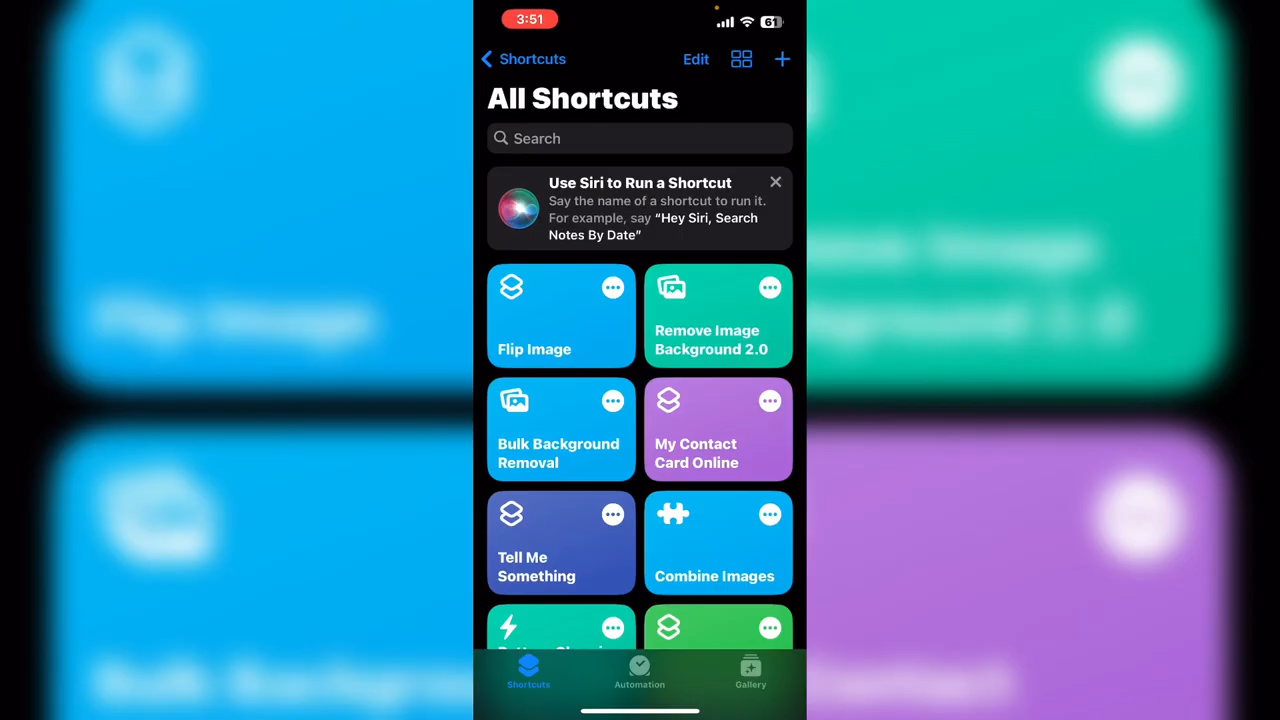 3:51
61
Shortcuts
Edit
All Shortcuts
Search
Use Siri to Run a Shortcut
Say the name of a shortcut to run it.
For example, say “Hey Siri, Search
Notes By Date”
Flip Image
Remove Image
Background 2.0
Bulk Background
Removal
My Contact
Card Online
Tell Me
Something
Combine Images
Shortcuts
Automation
Gallery